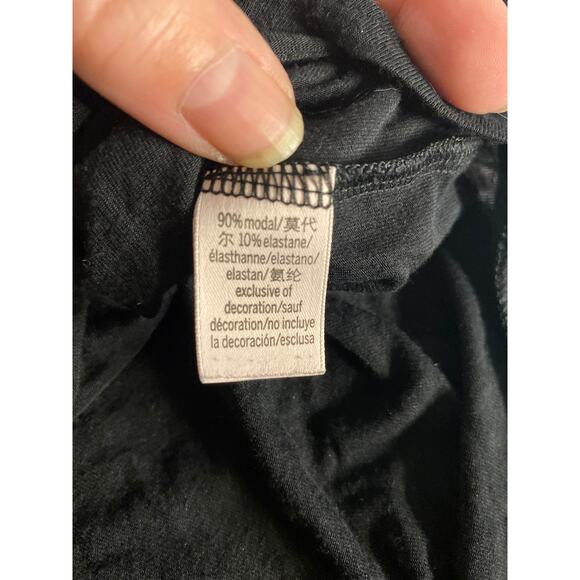 90% modal/莫代
尔 10% elastane/
élasthanne/elastano/
elastan/氨纶
exclusive of
decoration/sauf
décoration/no incluye
la decoración/esclusa